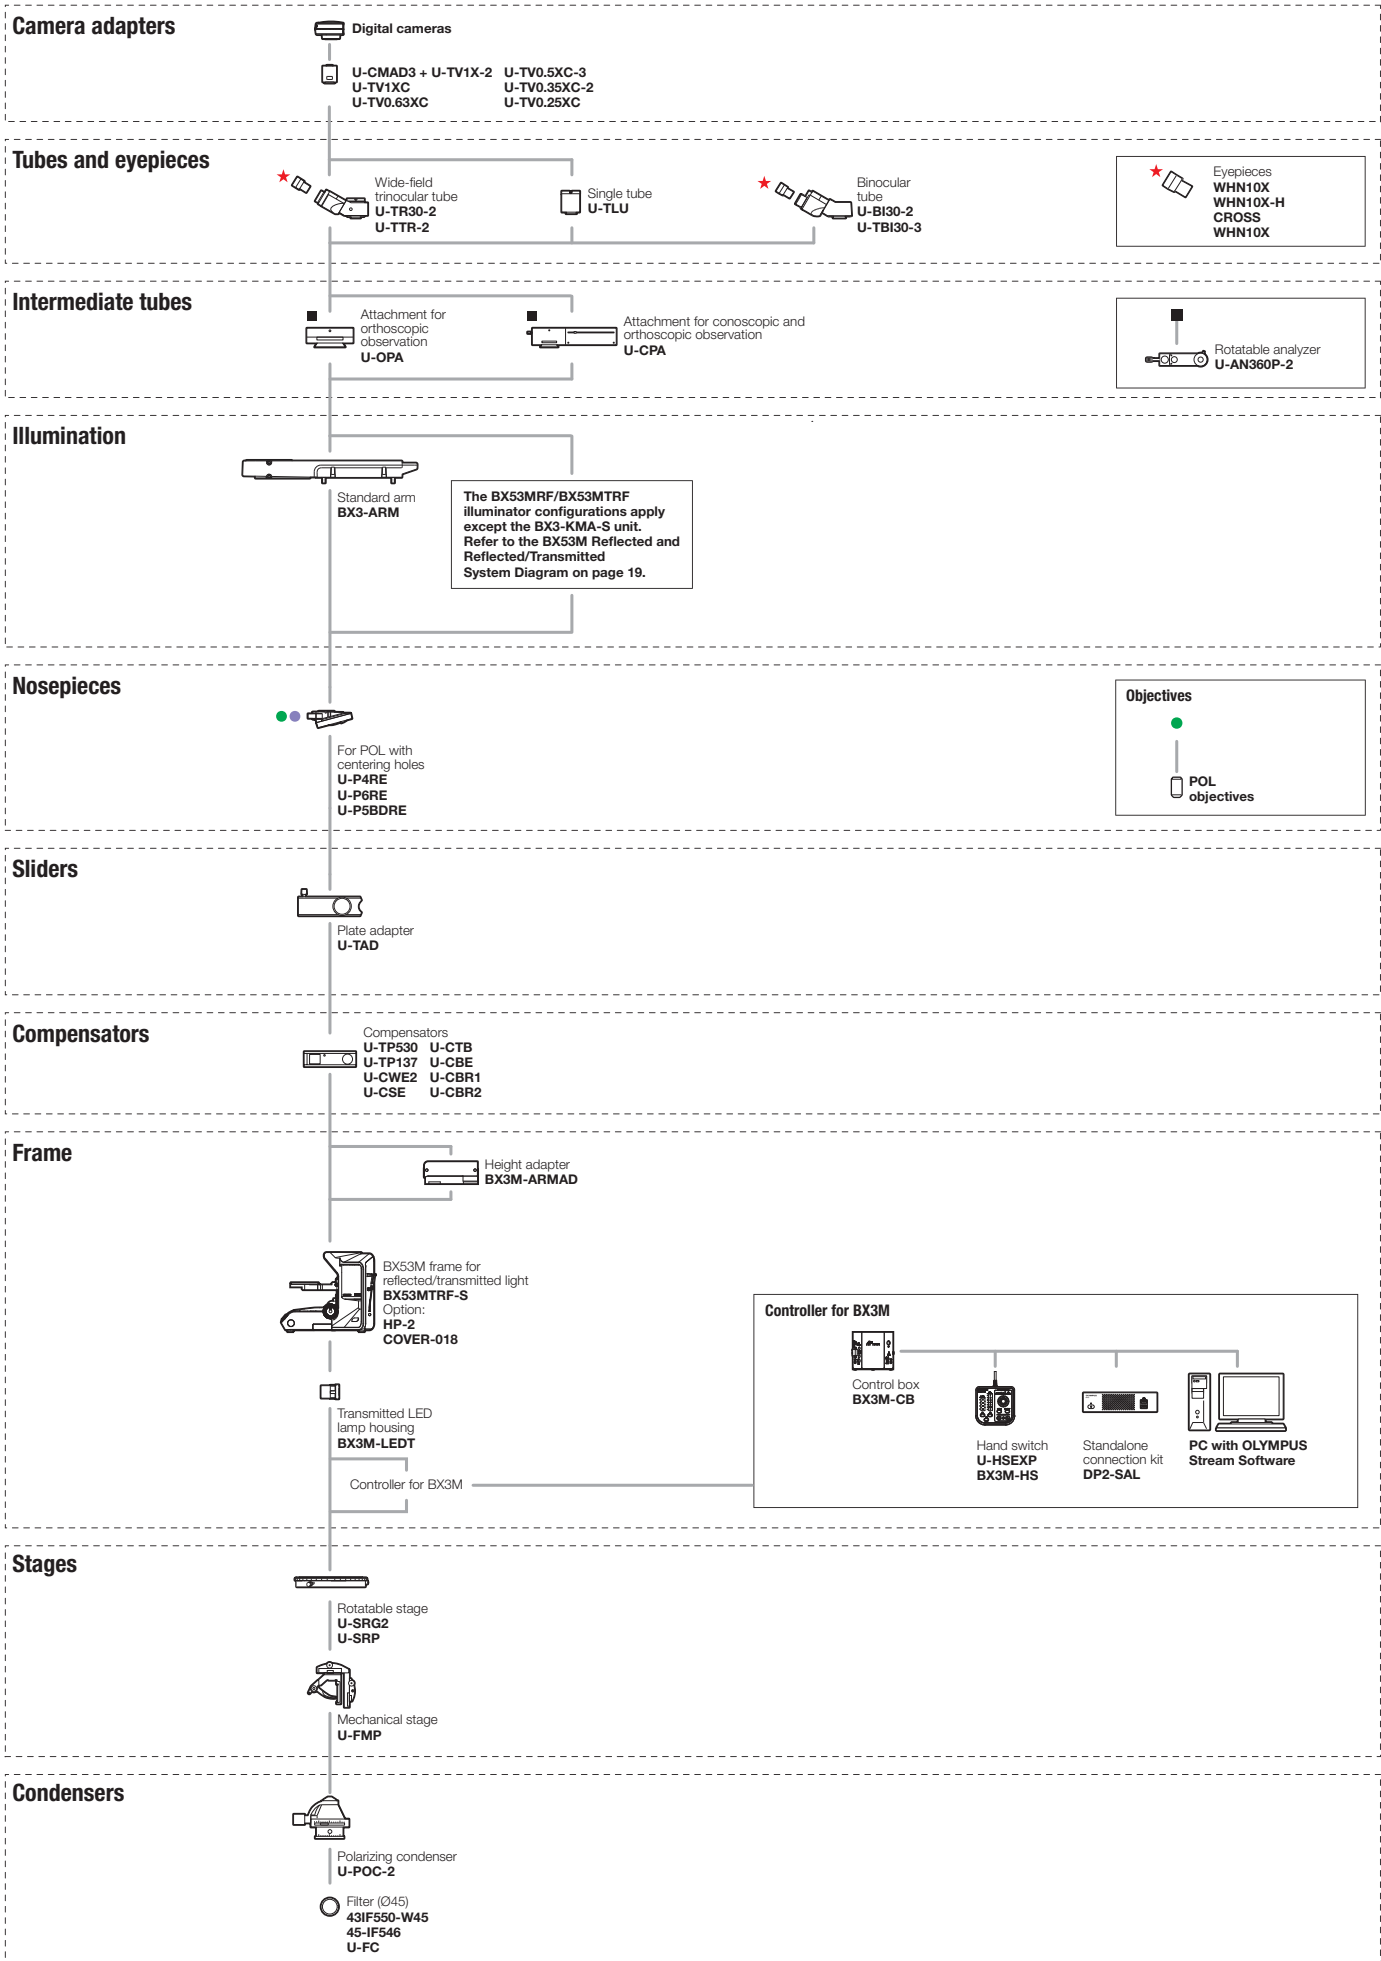 Camera adapters
Digital cameras
U-CMAD3 + U-TV1X-2 U-TV0.5XC-3
U-TV1XC U-TV0.35XC-2
U-TV0.63XC U-TV0.25XC
Tubes and eyepieces
Wide-field
trinocular tube
U-TR30-2
U-TTR-2
Single tube
U-TLU
Binocular
tube
U-BI30-2
U-TBI30-3
Eyepieces
WHN10X
WHN10X-H
CROSS
WHN10X
Intermediate tubes
Attachment for
orthoscopic
observation
U-OPA
Attachment for conoscopic and
orthoscopic observation
U-CPA
Rotatable analyzer
U-AN360P-2
Illumination
Standard arm
BX3-ARM
The BX53MRF/BX53MTRF
illuminator configurations apply
except the BX3-KMA-S unit.
Refer to the BX53M Reflected and
Reflected/Transmitted
System Diagram on page 19.
Nosepieces
For POL with
centering holes
U-P4RE
U-P6RE
U-P5BDRE
Objectives
POL
objectives
Sliders
Plate adapter
U-TAD
Compensators
Compensators
U-TP530 U-CTB
U-TP137 U-CBE
U-CWE2 U-CBR1
U-CSE U-CBR2
Frame
Height adapter
BX3M-ARMAD
BX53M frame for
reflected/transmitted light
BX53MTRF-S
Option:
HP-2
COVER-018
Transmitted LED
lamp housing
BX3M-LEDT
Controller for BX3M
Controller for BX3M
Control box
BX3M-CB
Hand switch
U-HSEXP
BX3M-HS
Standalone
connection kit
DP2-SAL
PC with OLYMPUS
Stream Software
Stages
Rotatable stage
U-SRG2
U-SRP
Mechanical stage
U-FMP
Condensers
Polarizing condenser
U-POC-2
Filter (Ø45)
43IF550-W45
45-IF546
U-FC